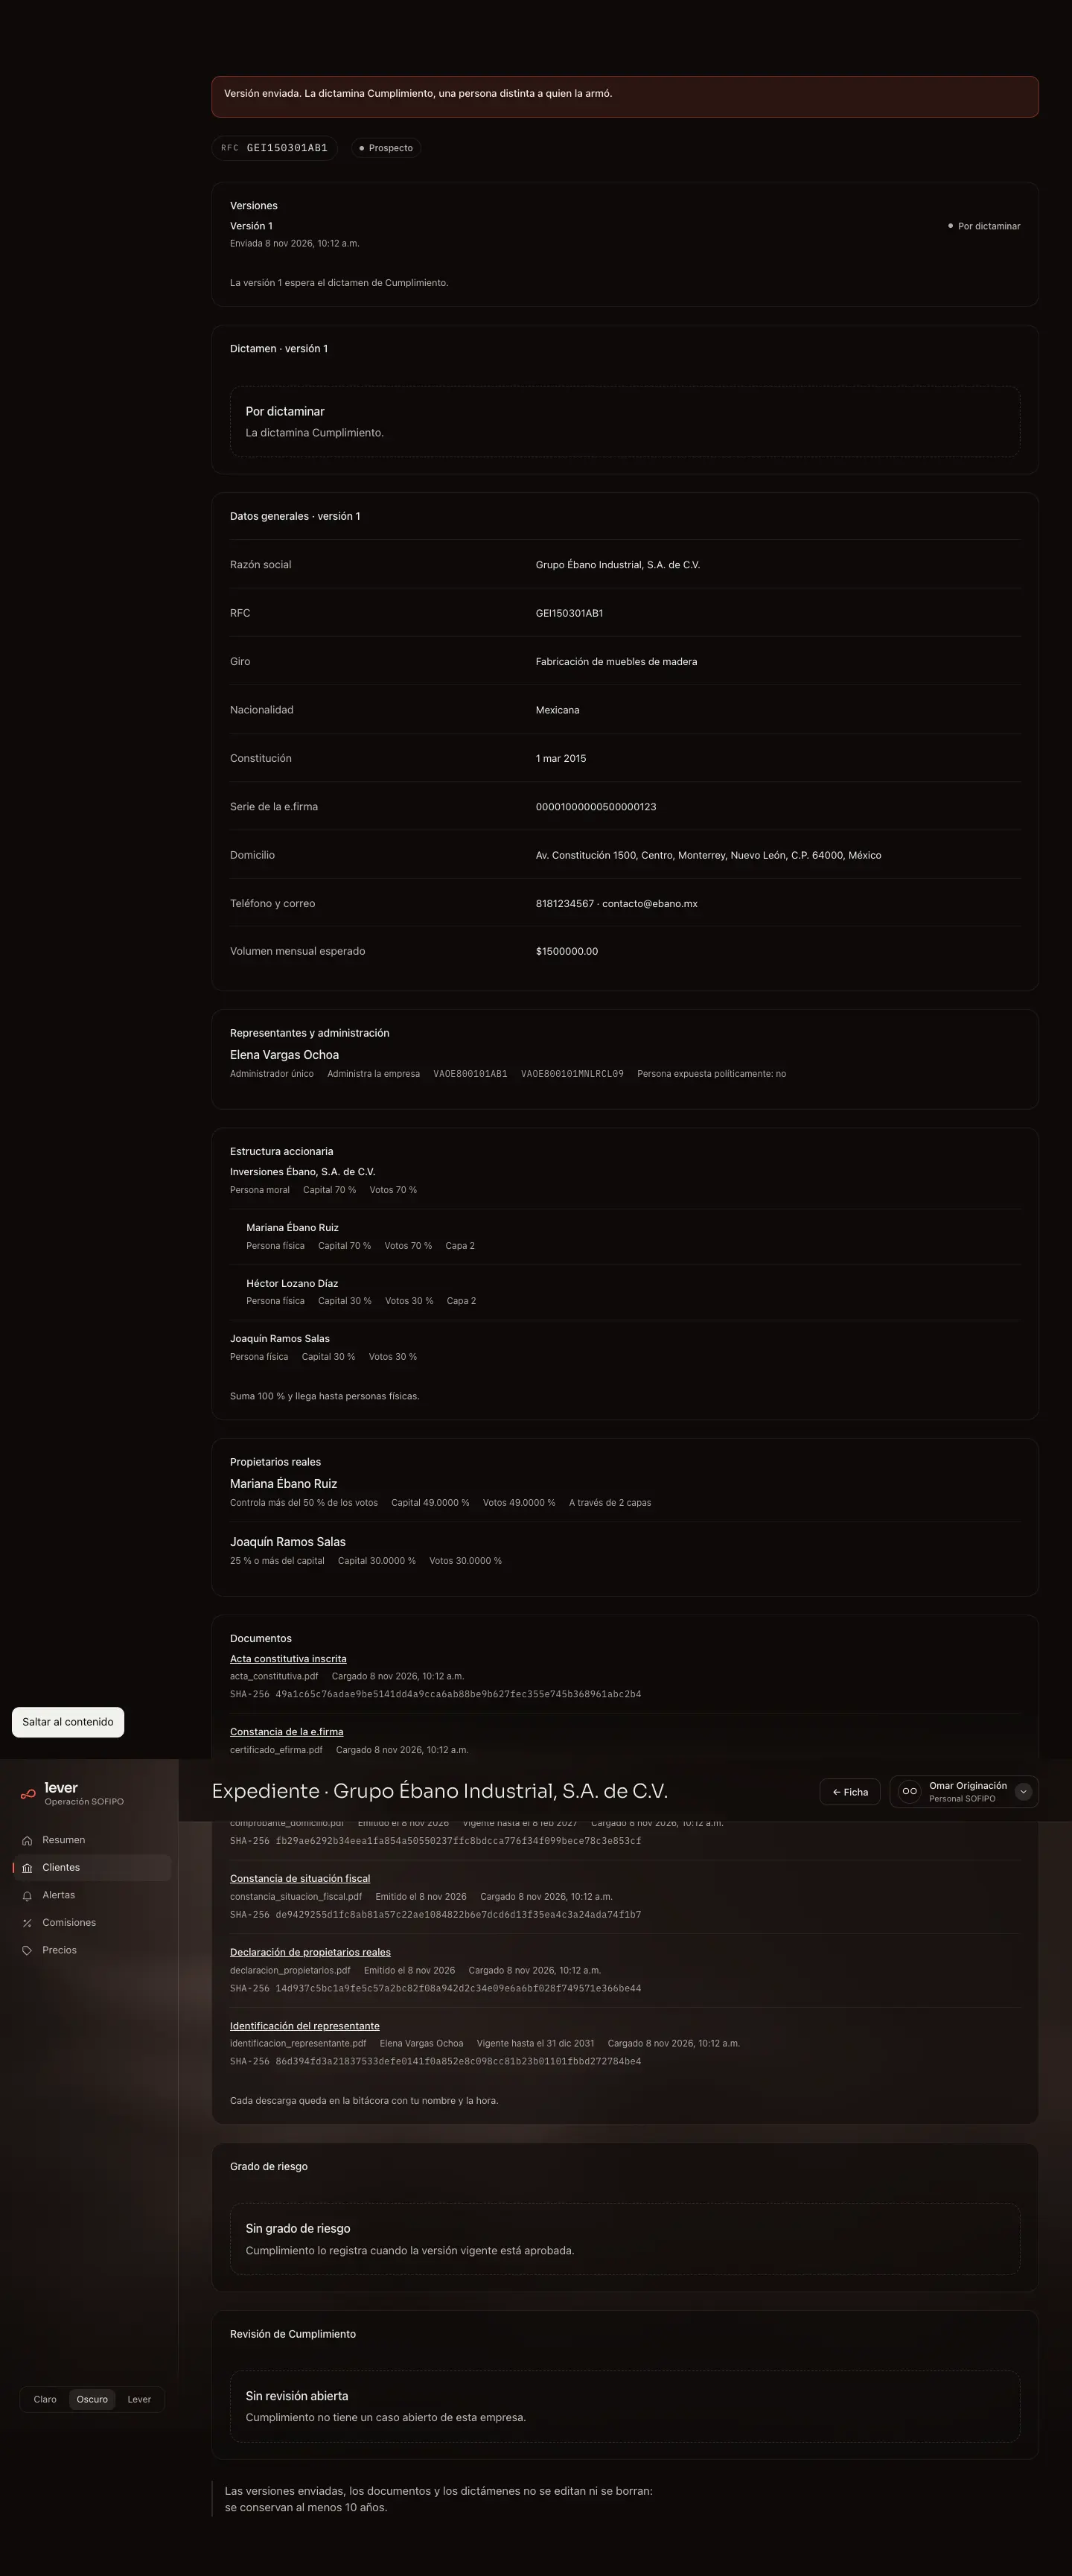 Versión enviada. La dictamina Cumplimiento, una persona distinta a quien la armó.
RFC GEI150301AB1
Prospecto
Versiones
Versión 1
Por dictaminar
Enviada 8 nov 2026, 10:12 a.m.
La versión 1 espera el dictamen de Cumplimiento.
Dictamen · versión 1
Por dictaminar
La dictamina Cumplimiento.
Datos generales · versión 1
Razón social
Grupo Ébano Industrial, S.A. de C.V.
RFC
GEI150301AB1
Giro
Fabricación de muebles de madera
Nacionalidad
Mexicana
Constitución
1 mar 2015
Serie de la e.firma
00001000000500000123
Domicilio
Av. Constitución 1500, Centro, Monterrey, Nuevo León, C.P. 64000, México
Teléfono y correo
8181234567 · contacto@ebano.mx
Volumen mensual esperado
$1500000.00
Representantes y administración
Elena Vargas Ochoa
Administrador único Administra la empresa VAOE800101AB1 VAOE800101MNLRCL09 Persona expuesta políticamente: no
Estructura accionaria
Inversiones Ébano, S.A. de C.V.
Persona moral Capital 70 % Votos 70 %
Mariana Ébano Ruiz
Persona física Capital 70 % Votos 70 % Capa 2
Héctor Lozano Díaz
Persona física Capital 30 % Votos 30 % Capa 2
Joaquín Ramos Salas
Persona física Capital 30 % Votos 30 %
Suma 100 % y llega hasta personas físicas.
Propietarios reales
Mariana Ébano Ruiz
Controla más del 50 % de los votos Capital 49.0000 % Votos 49.0000 % A través de 2 capas
Joaquín Ramos Salas
25 % o más del capital Capital 30.0000 % Votos 30.0000 %
Documentos
Acta constitutiva inscrita
acta_constitutiva.pdf Cargado 8 nov 2026, 10:12 a.m.
SHA-256 49a1c65c76adae9be5141dd4a9cca6ab88be9b627fec355e745b368961abc2b4
Saltar al contenido
Constancia de la e.firma
certificado_efirma.pdf Cargado 8 nov 2026, 10:12 a.m.
lever
Operación SOFIPO
Expediente · Grupo Ébano Industrial, S.A. de C.V.
← Ficha
OO
Omar Originación
Personal SOFIPO
Resumen
Clientes
Alertas
Comisiones
Precios
comprobante_domicilio.pdf Emitido el 8 nov 2026 Vigente hasta el 8 feb 2027 Cargado 8 nov 2026, 10:12 a.m.
SHA-256 fb29ae6292b34eea1fa854a50550237ffc8bdcca776f34f099bece78c3e853cf
Constancia de situación fiscal
constancia_situacion_fiscal.pdf Emitido el 8 nov 2026 Cargado 8 nov 2026, 10:12 a.m.
SHA-256 de9429255d1fc8ab81a57c22ae1084822b6e7dcd6d13f35ea4c3a24ada74f1b7
Declaración de propietarios reales
declaracion_propietarios.pdf Emitido el 8 nov 2026 Cargado 8 nov 2026, 10:12 a.m.
SHA-256 14d937c5bc1a9fe5c57a2bc82f08a942d2c34e09e6a6bf028f749571e366be44
Identificación del representante
identificacion_representante.pdf Elena Vargas Ochoa Vigente hasta el 31 dic 2031 Cargado 8 nov 2026, 10:12 a.m.
SHA-256 86d394fd3a21837533defe0141f0a852e8c098cc81b23b01101fbbd272784be4
Cada descarga queda en la bitácora con tu nombre y la hora.
Grado de riesgo
Sin grado de riesgo
Cumplimiento lo registra cuando la versión vigente está aprobada.
Revisión de Cumplimiento
Sin revisión abierta
Cumplimiento no tiene un caso abierto de esta empresa.
Claro Oscuro Lever
Las versiones enviadas, los documentos y los dictámenes no se editan ni se borran:
se conservan al menos 10 años.